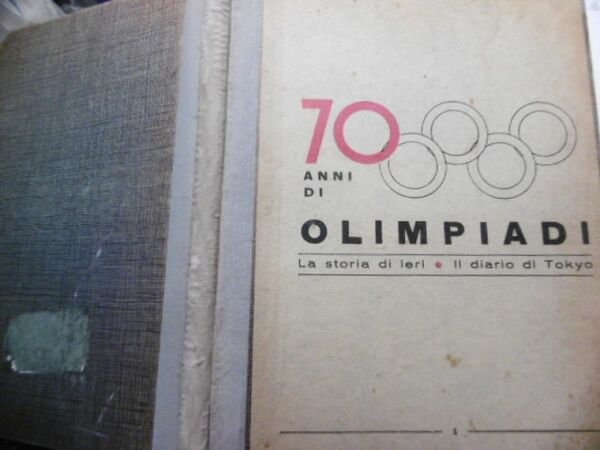 70
ANNI
DI
OLIMPIADI
La storia di ieri • Il diario di Tokyo
1